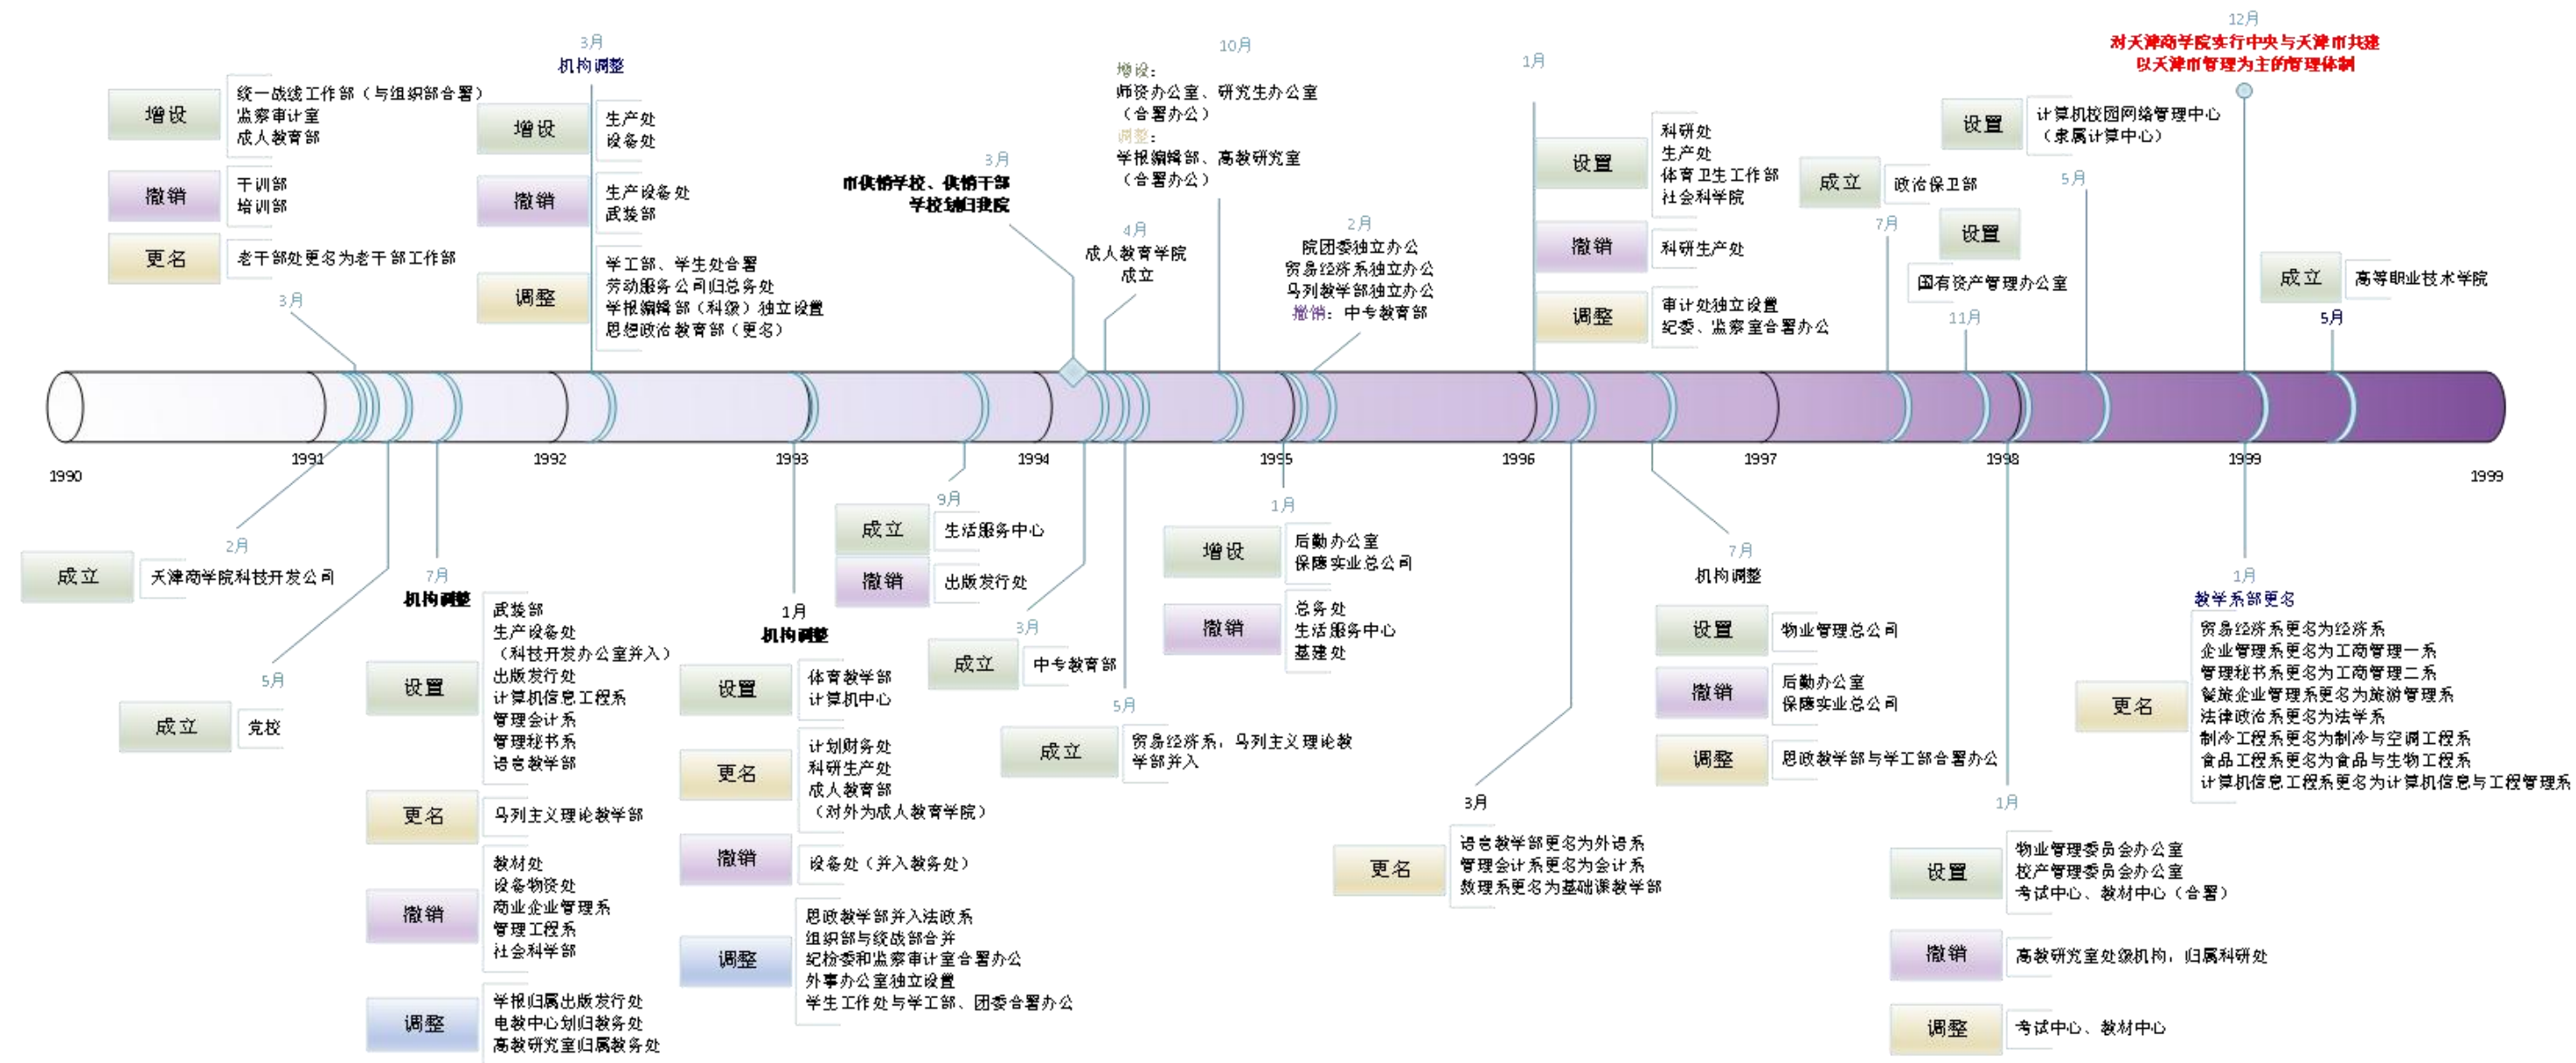 3月
机构调整
增设
统一战线工作部（与组织部合署）
监察审计室
成人教育部
撤销
干训部
培训部
更名
老干部处更名为老干部工作部
3月
增设
生产处
设备处
撤销
生产设备处
武装部
调整
学工部、学生处合署
劳动服务公司归总务处
学报编辑部（科级）独立设置
思想政治教育部（更名）
3月
市供销学校、供销干部
学校划归我院
4月
成人教育学院
成立
10月
增设：
师资办公室、研究生办公室
（合署办公）
调整：
学报编辑部、高教研究室
（合署办公）
2月
院团委独立办公
贸易经济系独立办公
马列教学部独立办公
撤销：中专教育部
1月
设置
科研处
生产处
体育卫生工作部
社会科学院
撤销
科研生产处
调整
审计处独立设置
纪委、监察室合署办公
成立
政治保卫部
7月
设置
国有资产管理办公室
11月
设置
计算机校园网络管理中心
（隶属计算中心）
5月
12月
对天津商学院实行中央与天津市共建
以天津市管理为主的管理体制
成立
高等职业技术学院
5月
1990
1991
1992
1993
1994
1995
1996
1997
1998
1999
1999
2月
成立
天津商学院科技开发公司
5月
成立
党校
7月
机构调整
设置
武装部
生产设备处
（科技开发办公室并入）
出版发行处
计算机信息工程系
管理会计系
管理秘书系
语言教学部
更名
马列主义理论教学部
撤销
教材处
设备物资处
商业企业管理系
管理工程系
社会科学部
调整
学报归属出版发行处
电教中心划归教务处
高教研究室归属教务处
1月
机构调整
设置
体育教学部
计算机中心
更名
计划财务处
科研生产处
成人教育部
（对外为成人教育学院）
撤销
设备处（并入教务处）
调整
思政教学部并入法政系
组织部与统战部合并
纪检委和监察审计室合署办公
外事办公室独立设置
学生工作处与学工部、团委合署办公
9月
成立
生活服务中心
撤销
出版发行处
3月
成立
中专教育部
5月
成立
贸易经济系，马列主义理论教
学部并入
1月
增设
后勤办公室
保障实业总公司
撤销
总务处
生活服务中心
基建处
3月
更名
语言教学部更名为外语系
管理会计系更名为会计系
数理系更名为基础课教学部
7月
机构调整
设置
物业管理总公司
撤销
后勤办公室
保障实业总公司
调整
思政教学部与学工部合署办公
1月
设置
物业管理委员会办公室
校产管理委员会办公室
考试中心、教材中心（合署）
撤销
高教研究室处级机构，归属科研处
调整
考试中心、教材中心
1月
教学系部更名
更名
贸易经济系更名为经济系
企业管理系更名为工商管理一系
管理秘书系更名为工商管理二系
餐旅企业管理系更名为旅游管理系
法律政治系更名为法学系
制冷工程系更名为制冷与空调工程系
食品工程系更名为食品与生物工程系
计算机信息工程系更名为计算机信息与工程管理系